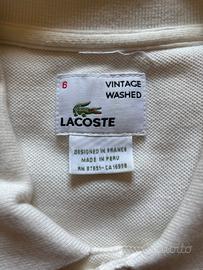 6
VINTAGE
WASHED
LACOSTE
DESIGNED IN FRANCE
MADE IN PERU